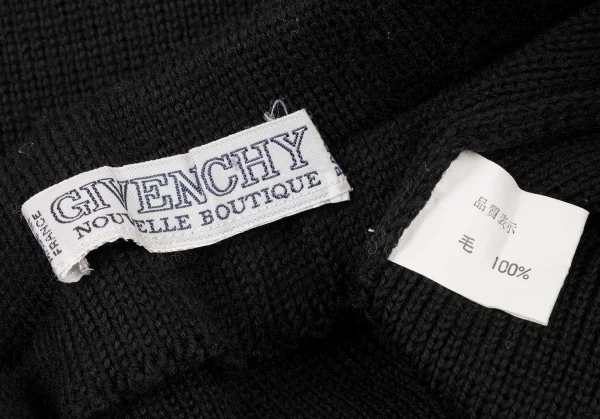 GIVENCHY
NOUVELLE BOUTIQUE
FRANCE
品質表示
毛 100%